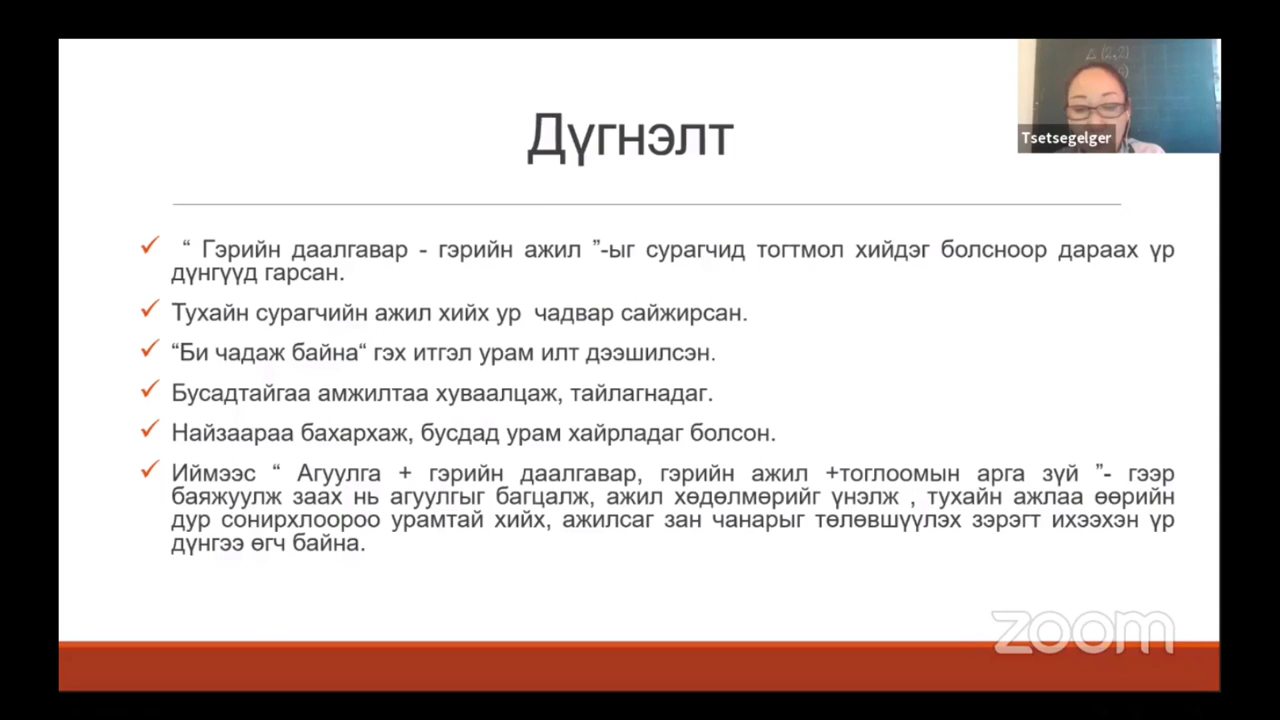 Дүгнэлт
Tsetsegelger
“ Гэрийн даалгавар - гэрийн ажил ”-ыг сурагчид тогтмол хийдэг болсноор дараах үр
дүнгүүд гарсан.
Тухайн сурагчийн ажил хийх ур чадвар сайжирсан.
“Би чадаж байна“ гэх итгэл урам илт дээшилсэн.
Бусадтайгаа амжилтаа хуваалцаж, тайлагнадаг.
Найзаараа бахархаж, бусдад урам хайрладаг болсон.
Иймээс “ Агуулга + гэрийн даалгавар, гэрийн ажил +тоглоомын арга зүй ”- гээр
баяжуулж заах нь агуулгыг багцалж, ажил хөдөлмөрийг үнэлж , тухайн ажлаа өөрийн
дур сонирхлоороо урамтай хийх, ажилсаг зан чанарыг төлөвшүүлэх зэрэгт ихээхэн үр
дүнгээ өгч байна.
zoom